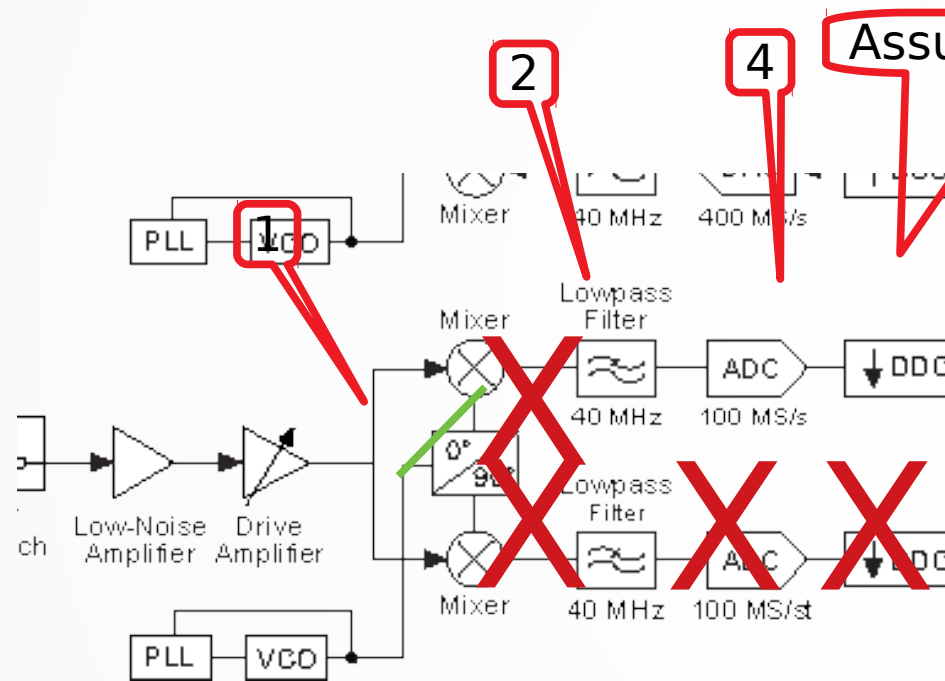 2
4
Assu
Mixer
40 MHz
400 MS/s
PLL
1
VCO
Lowpass
Filter
Mixer
ADC
DDC
40 MHz
100 MS/s
0°
90°
Low-Noise
Amplifier
Drive
Amplifier
ch
Lowpass
Filter
ADC
DDC
Mixer
40 MHz
100 MS/st
PLL
VCO